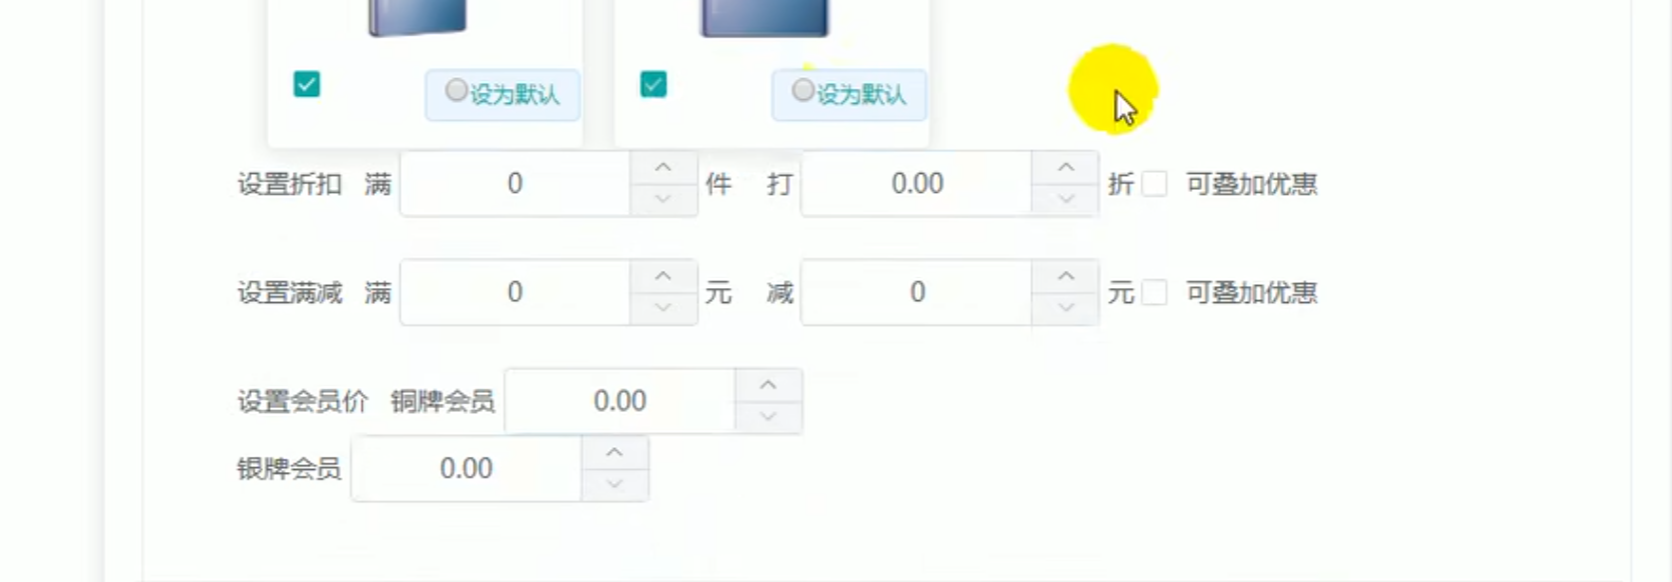 设为默认 设为默认
设置折扣 满 0 件 打 0.00 折 可叠加优惠
设置满减 满 0 元 减 0 元 可叠加优惠
设置会员价 铜牌会员 0.00
银牌会员 0.00